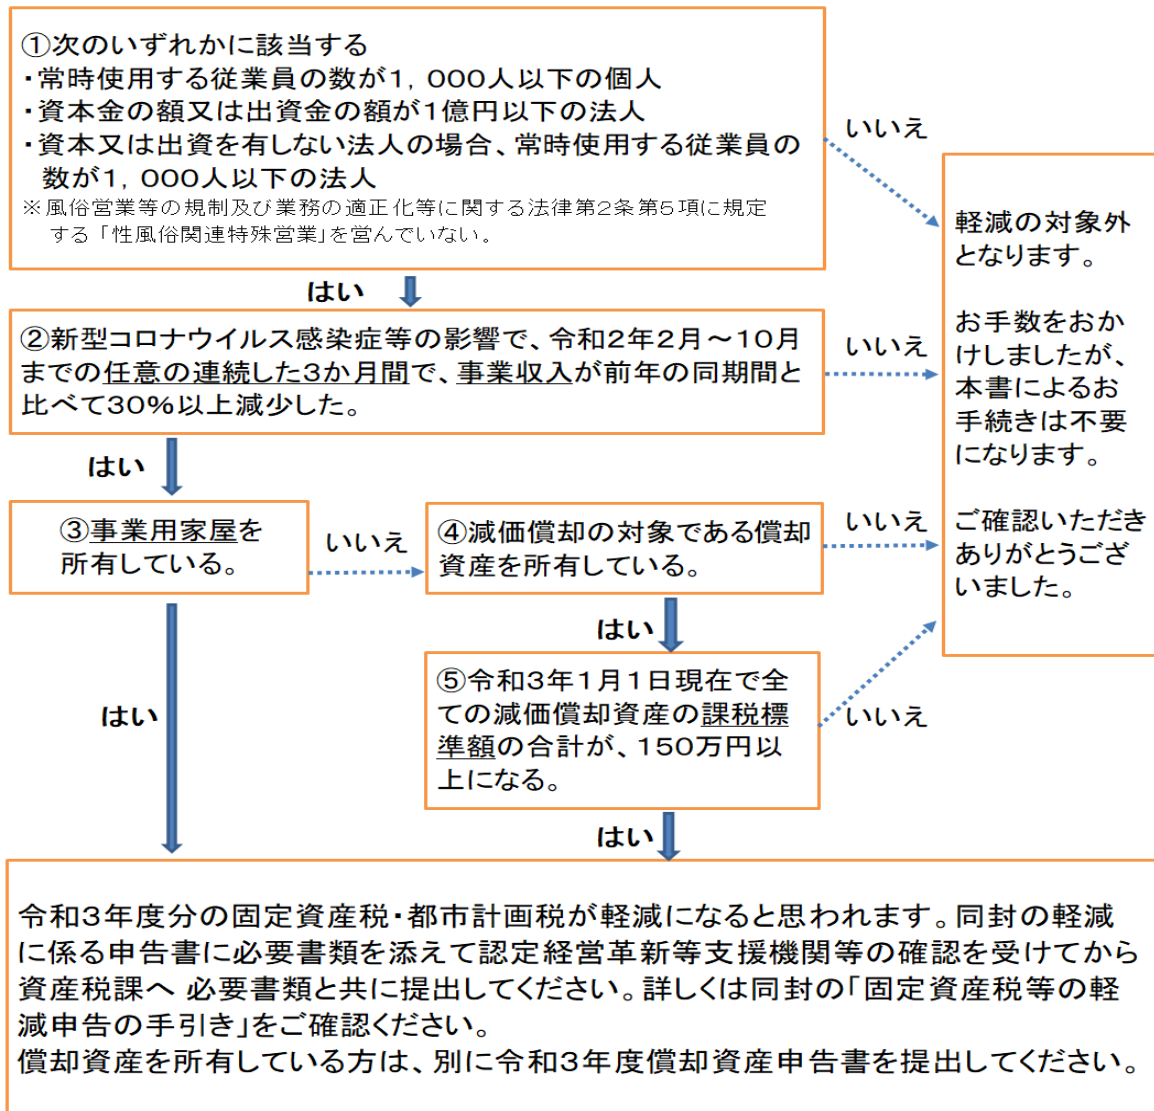 ①次のいずれかに該当する
・常時使用する従業員の数が1，000人以下の個人
・資本金の額又は出資金の額が1億円以下の法人
・資本又は出資を有しない法人の場合、常時使用する従業員の
数が1，000人以下の法人
※風俗営業等の規制及び業務の適正化等に関する法律第2条第5項に規定
する「性風俗関連特殊営業」を営んでいない。
いいえ
はい
②新型コロナウイルス感染症等の影響で、令和2年2月～10月
までの任意の連続した3か月間で、事業収入が前年の同期間と
比べて30%以上減少した。
いいえ
はい
③事業用家屋を
所有している。
いいえ
④減価償却の対象である償却
資産を所有している。
いいえ
はい
⑤令和3年1月1日現在で全
ての減価償却資産の課税標
準額の合計が、150万円以
上になる。
いいえ
はい
はい
軽減の対象外
となります。
お手数をおか
けしましたが、
本書によるお
手続きは不要
になります。
ご確認いただき
ありがとうござ
いました。
令和3年度分の固定資産税・都市計画税が軽減になると思われます。同封の軽減
に係る申告書に必要書類を添えて認定経営革新等支援機関等の確認を受けてから
資産税課へ 必要書類と共に提出してください。詳しくは同封の「固定資産税等の軽
減申告の手引き」をご確認ください。
償却資産を所有している方は、別に令和3年度償却資産申告書を提出してください。